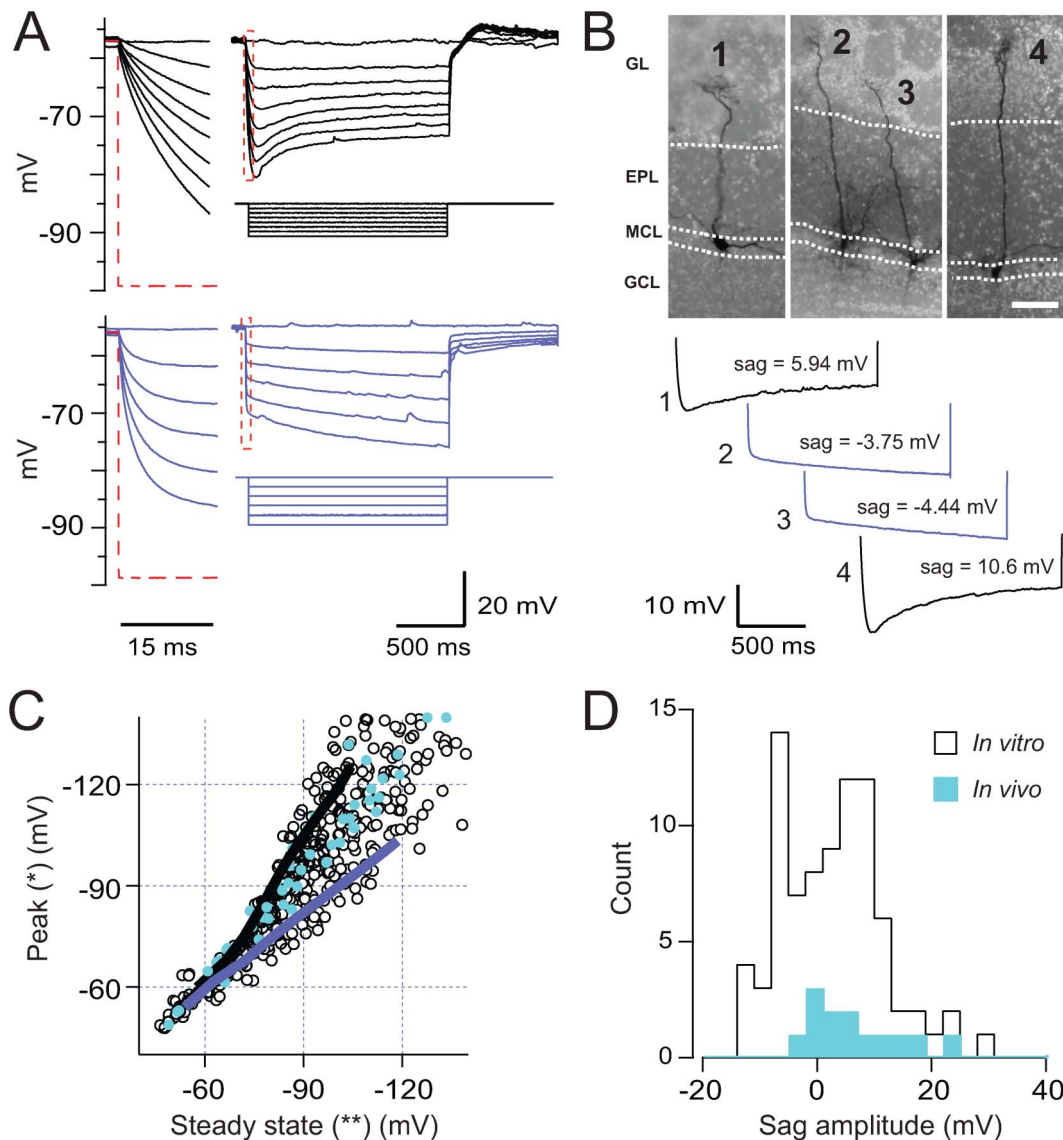 A
-70
mV
-90
-70
mV
-90
15 ms
500 ms
20 mV
B
GL
EPL
MCL
GCL
1
2
3
4
1
sag = 5.94 mV
2
sag = -3.75 mV
3
sag = -4.44 mV
4
sag = 10.6 mV
10 mV
500 ms
C
Peak (*) (mV)
-120
-90
-60
-60
-90
-120
Steady state (**) (mV)
D
Count
15
10
5
0
In vitro
In vivo
-20
0
20
40
Sag amplitude (mV)